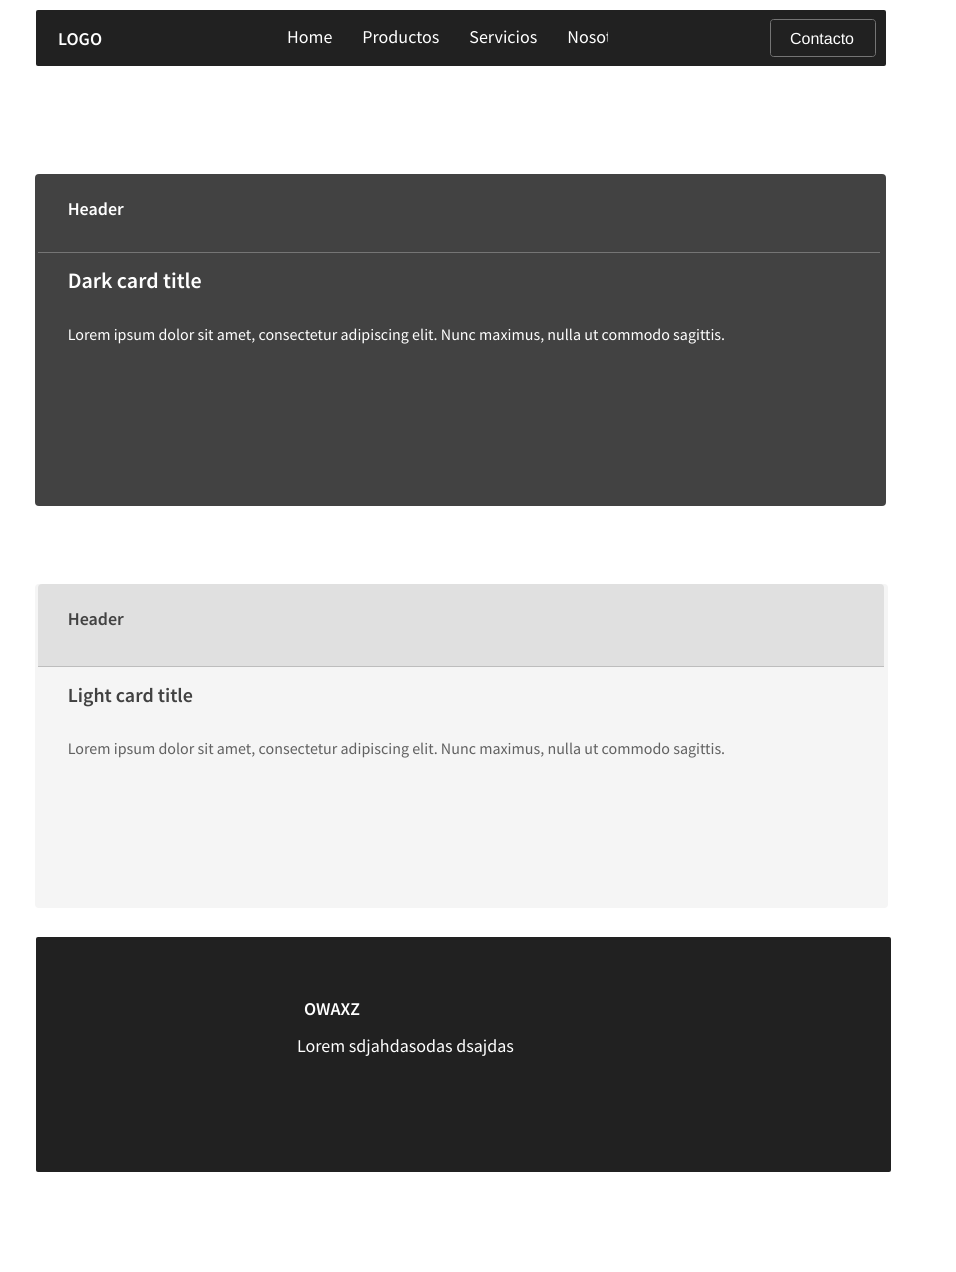 LOGO Home Productos Servicios Contacto
Header
Dark card title
Lorem ipsum dolor sit amet, consectetur adipiscing elit. Nunc maximus, nulla ut commodo sagittis.
Header
Light card title
Lorem ipsum dolor sit amet, consectetur adipiscing elit. Nunc maximus, nulla ut commodo sagittis.
OWAXZ
Lorem sdjahdasodas dsajdas